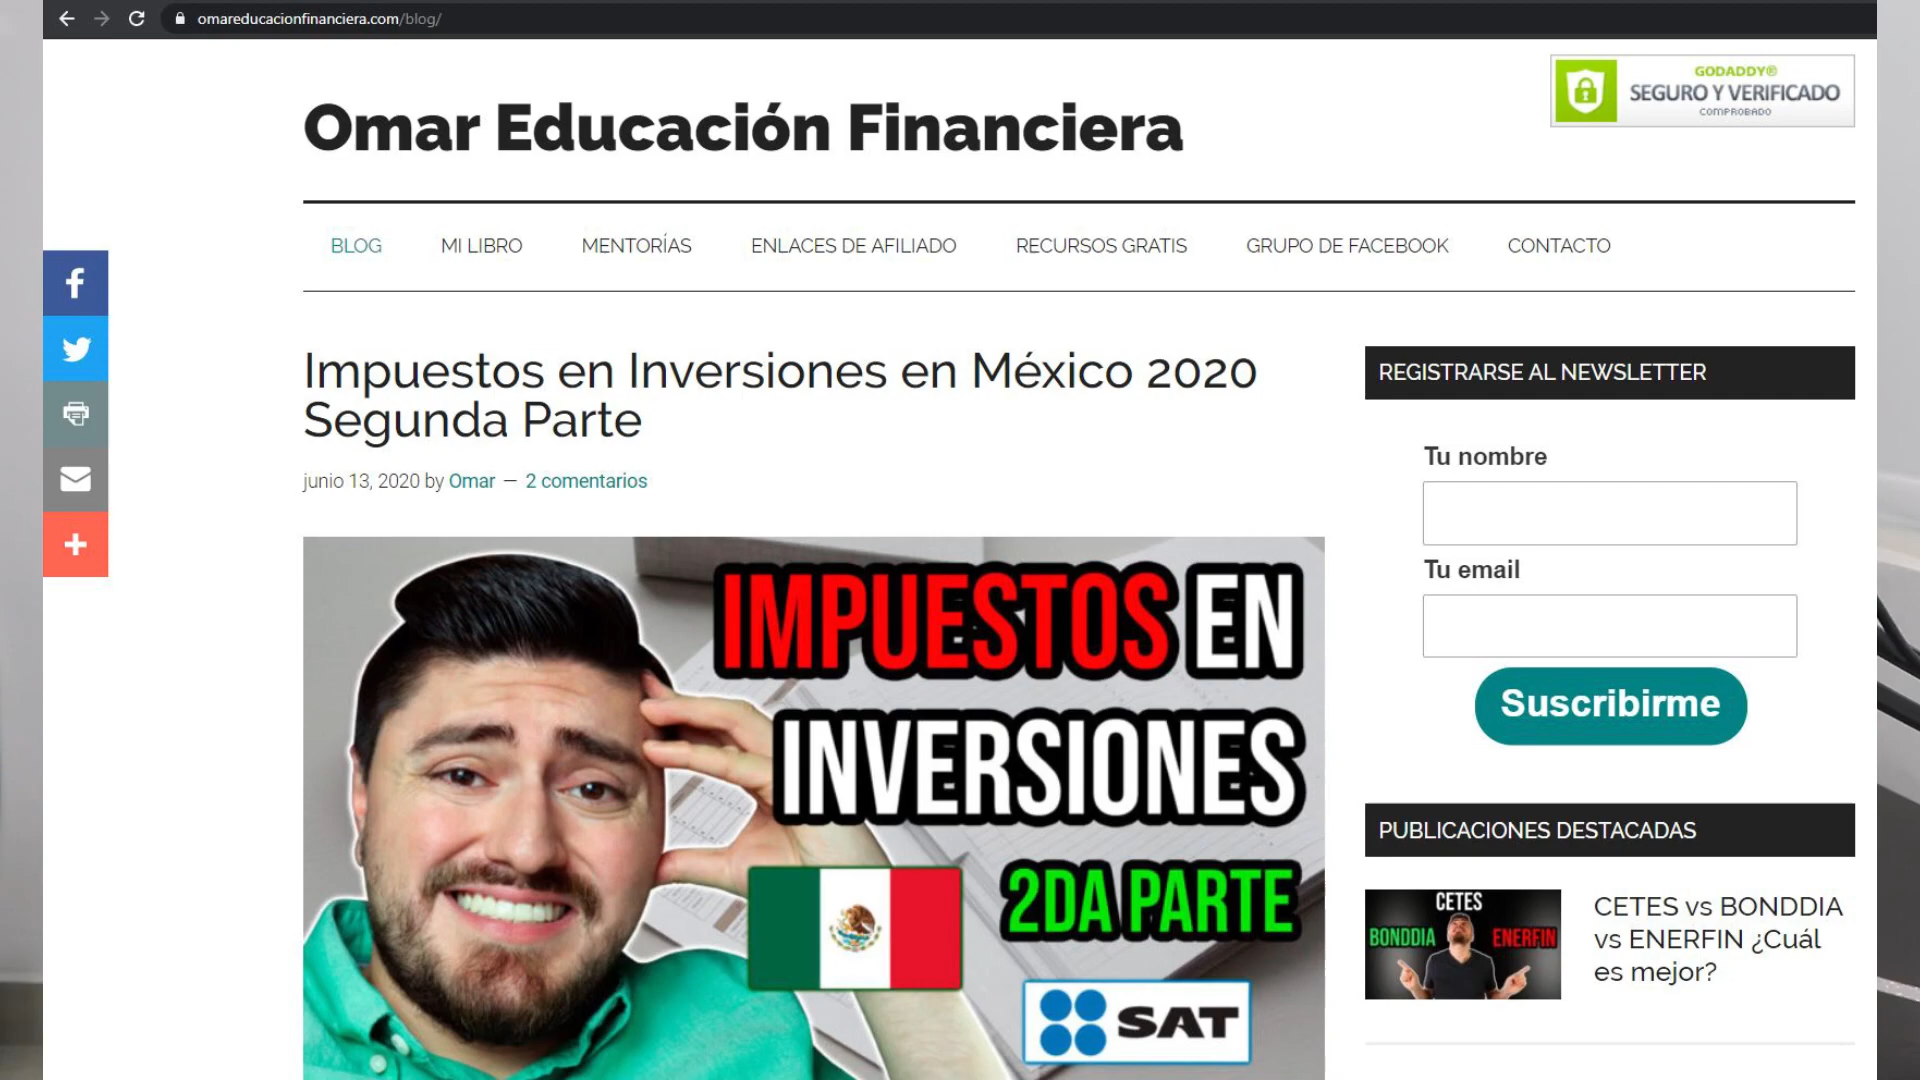 omareducacionfinanciera.com/blog/
GODADDY®
SEGURO Y VERIFICADO
COMPROBADO
Omar Educación Financiera
BLOG MI LIBRO MENTORÍAS ENLACES DE AFILIADO RECURSOS GRATIS GRUPO DE FACEBOOK CONTACTO
Impuestos en Inversiones en México 2020
Segunda Parte
junio 13, 2020 by Omar — 2 comentarios
IMPUESTOS EN
INVERSIONES
2DA PARTE
SAT
REGISTRARSE AL NEWSLETTER
Tu nombre
Tu email
Suscribirme
PUBLICACIONES DESTACADAS
CETES
BONDDIA ENERFIN
CETES vs BONDDIA
vs ENERFIN ¿Cuál
es mejor?